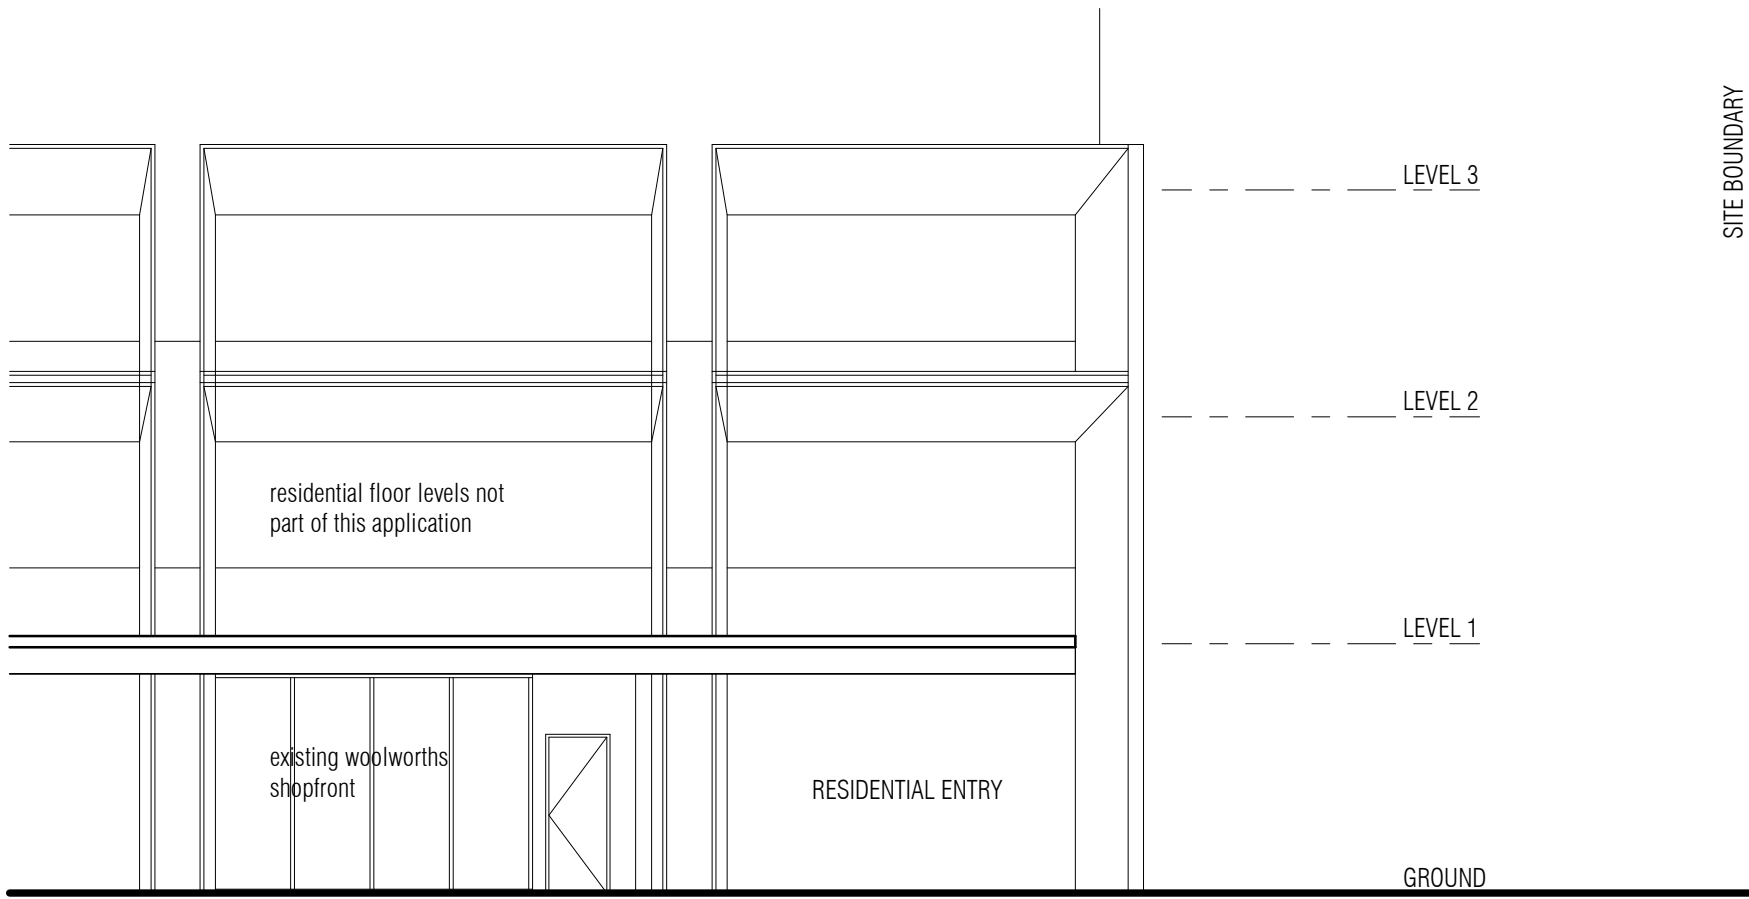 SITE BOUNDARY
LEVEL 3
LEVEL 2
residential floor levels not
part of this application
LEVEL 1
existing woolworths
shopfront
RESIDENTIAL ENTRY
GROUND